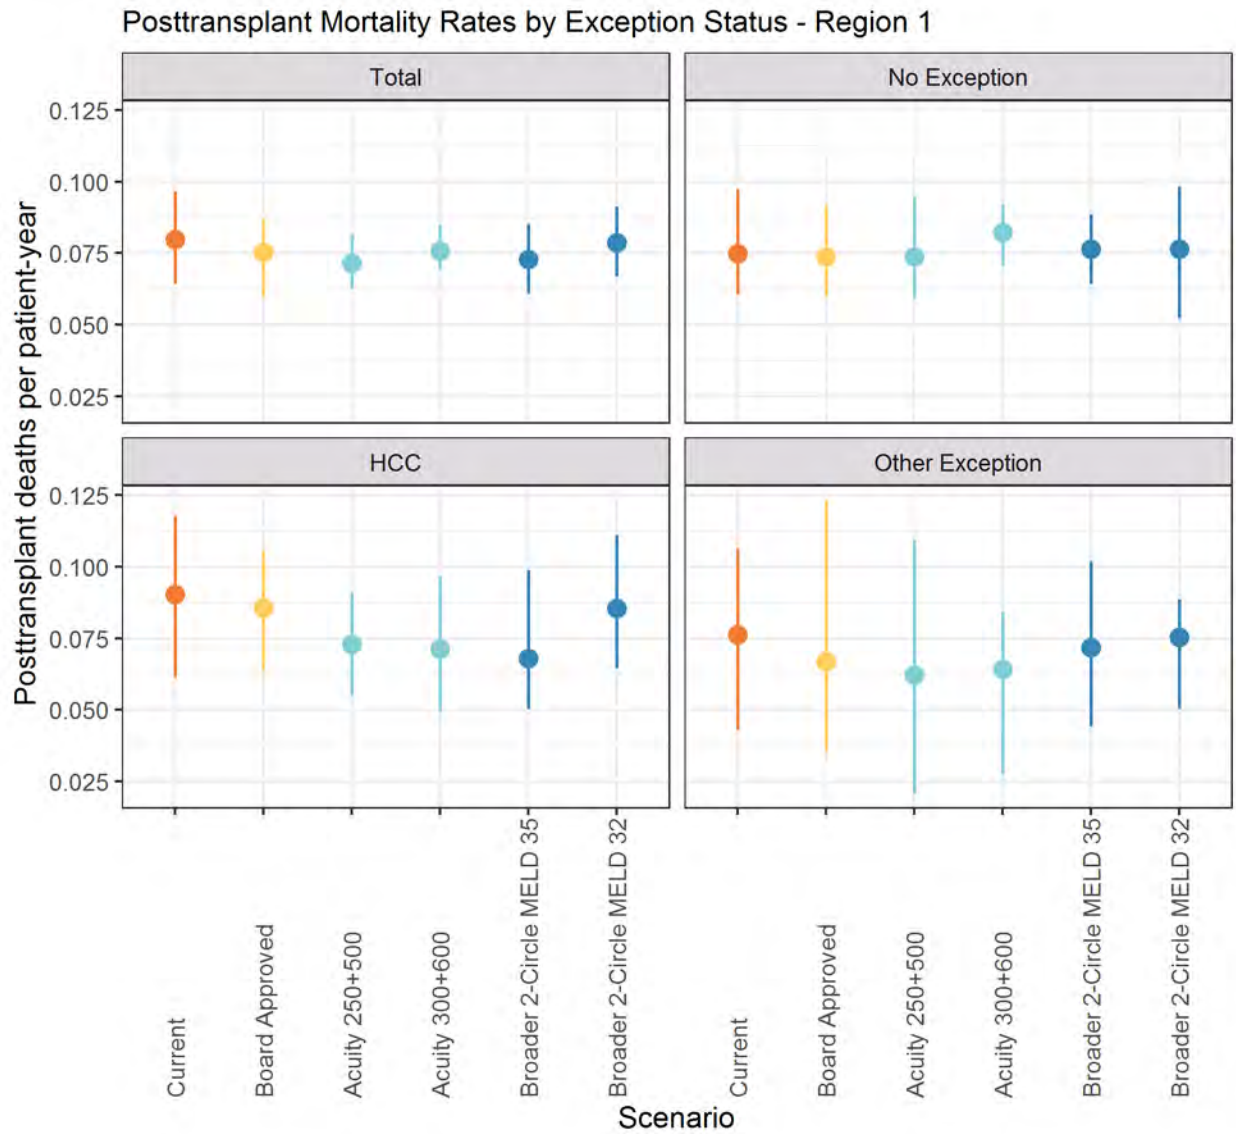 Posttransplant Mortality Rates by Exception Status - Region 1
Posttransplant deaths per patient-year
Total
No Exception
0.125
0.100
0.075
0.050
0.025
HCC
Other Exception
0.125
0.100
0.075
0.050
0.025
Current
Board Approved
Acuity 250+500
Acuity 300+600
Broader 2-Circle MELD 35
Broader 2-Circle MELD 32
Current
Board Approved
Acuity 250+500
Acuity 300+600
Broader 2-Circle MELD 35
Broader 2-Circle MELD 32
Scenario